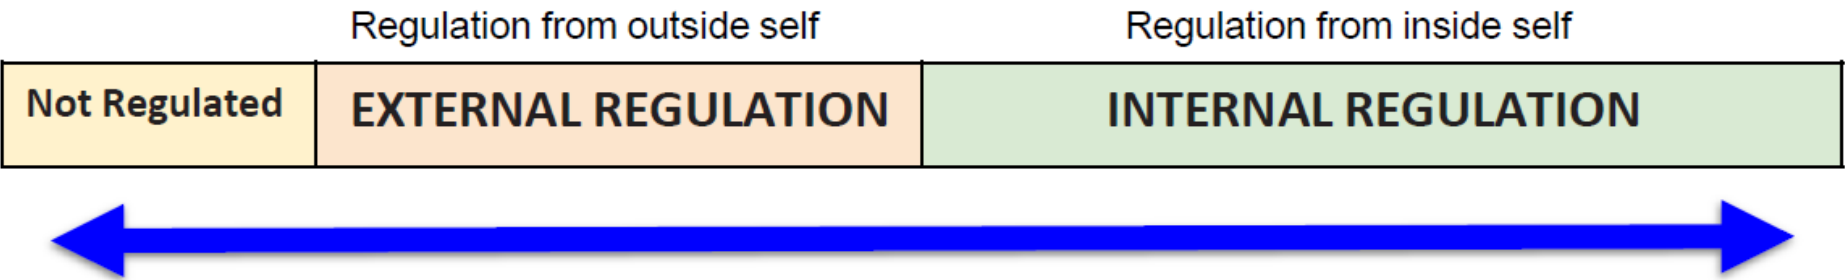 Regulation from outside self
Regulation from inside self
Not Regulated
EXTERNAL REGULATION
INTERNAL REGULATION